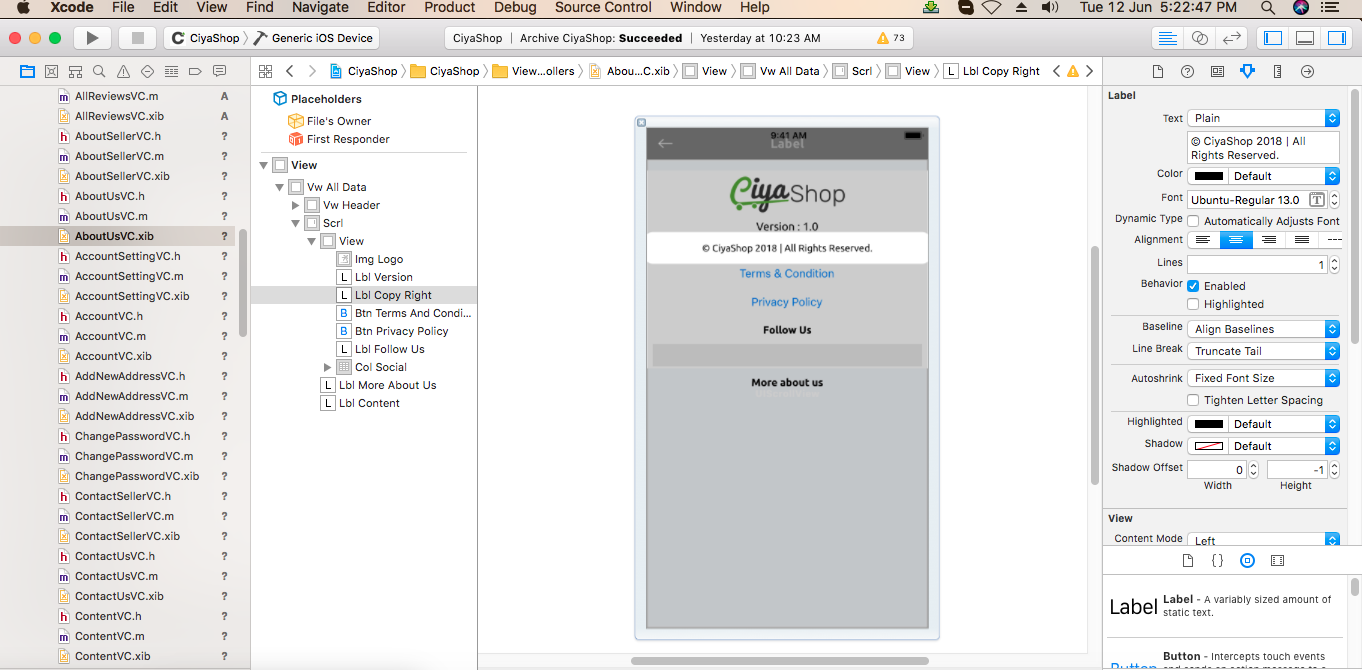 Xcode File Edit View Find Navigate Editor Product Debug Source Control Window Help Tue 12 Jun 5:22:47 PM
CiyaShop Generic iOS Device CiyaShop | Archive CiyaShop: Succeeded | Yesterday at 10:23 AM 73
CiyaShop CiyaShop View...ollers Abou...C.xib View Vw All Data Scrl View L Lbl Copy Right
AllReviewsVC.m A
AllReviewsVC.xib A
AboutSellerVC.h ?
AboutSellerVC.m ?
AboutSellerVC.xib ?
AboutUsVC.h ?
AboutUsVC.m ?
AboutUsVC.xib ?
AccountSettingVC.h ?
AccountSettingVC.m ?
AccountSettingVC.xib ?
AccountVC.h ?
AccountVC.m ?
AccountVC.xib ?
AddNewAddressVC.h ?
AddNewAddressVC.m ?
AddNewAddressVC.xib ?
ChangePasswordVC.h ?
ChangePasswordVC.m ?
ChangePasswordVC.xib ?
ContactSellerVC.h ?
ContactSellerVC.m ?
ContactSellerVC.xib ?
ContactUsVC.h ?
ContactUsVC.m ?
ContactUsVC.xib ?
ContentVC.h ?
ContentVC.m ?
ContentVC.xib ?
Placeholders
File's Owner
First Responder
View
Vw All Data
Vw Header
Scrl
View
Img Logo
L Lbl Version
L Lbl Copy Right
B Btn Terms And Condi...
B Btn Privacy Policy
L Lbl Follow Us
Col Social
L Lbl More About Us
L Lbl Content
9:41 AM
Label
CiyaShop
Version : 1.0
© CiyaShop 2018 | All Rights Reserved.
Terms & Condition
Privacy Policy
Follow Us
More about us
Label
Text Plain
© CiyaShop 2018 | All
Rights Reserved.
Color Default
Font Ubuntu-Regular 13.0
Dynamic Type Automatically Adjusts Font
Alignment
Lines 1
Behavior Enabled
Highlighted
Baseline Align Baselines
Line Break Truncate Tail
Autoshrink Fixed Font Size
Tighten Letter Spacing
Highlighted Default
Shadow Default
Shadow Offset 0 -1
Width Height
View
Content Mode Left
Label Label - A variably sized amount of
static text.
Button Button - Intercepts touch events
and sends an action message to a